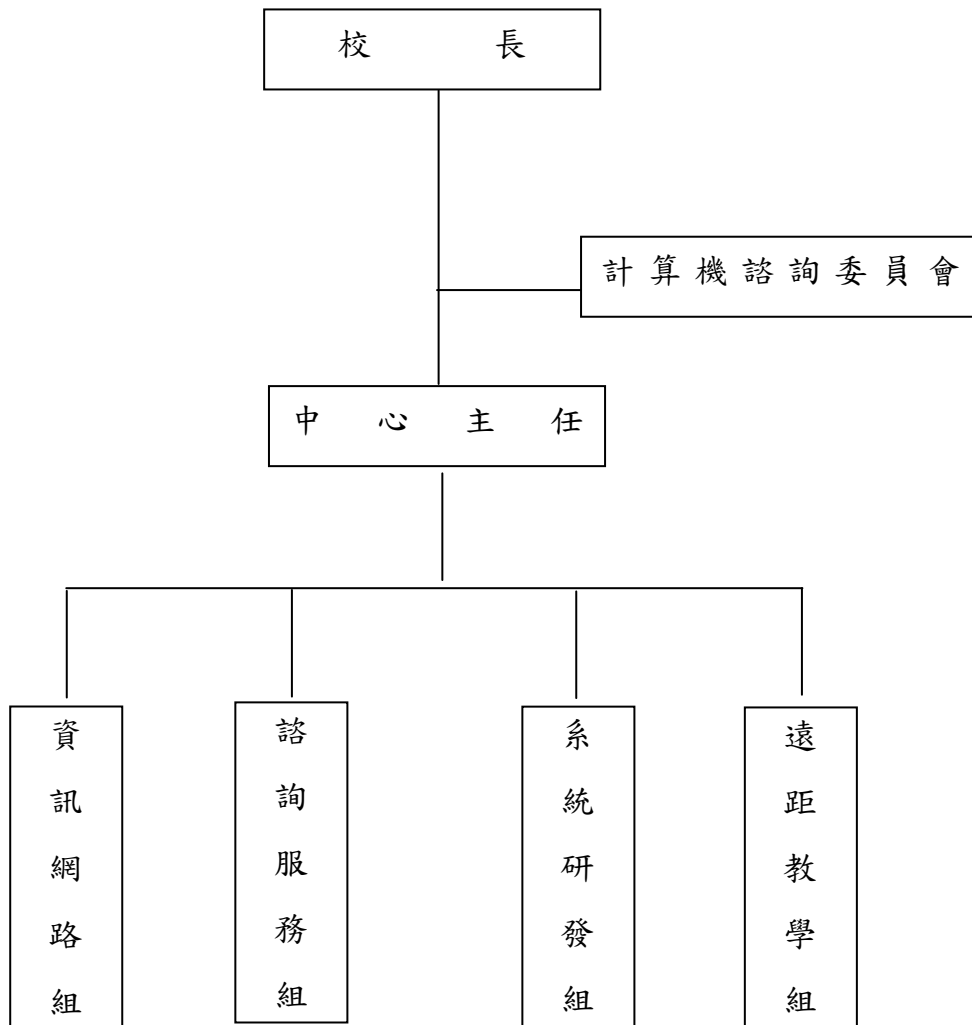 校長
計算機諮詢委員會
中心主任
資訊網路組
諮詢服務組
系統研發組
遠距教學組